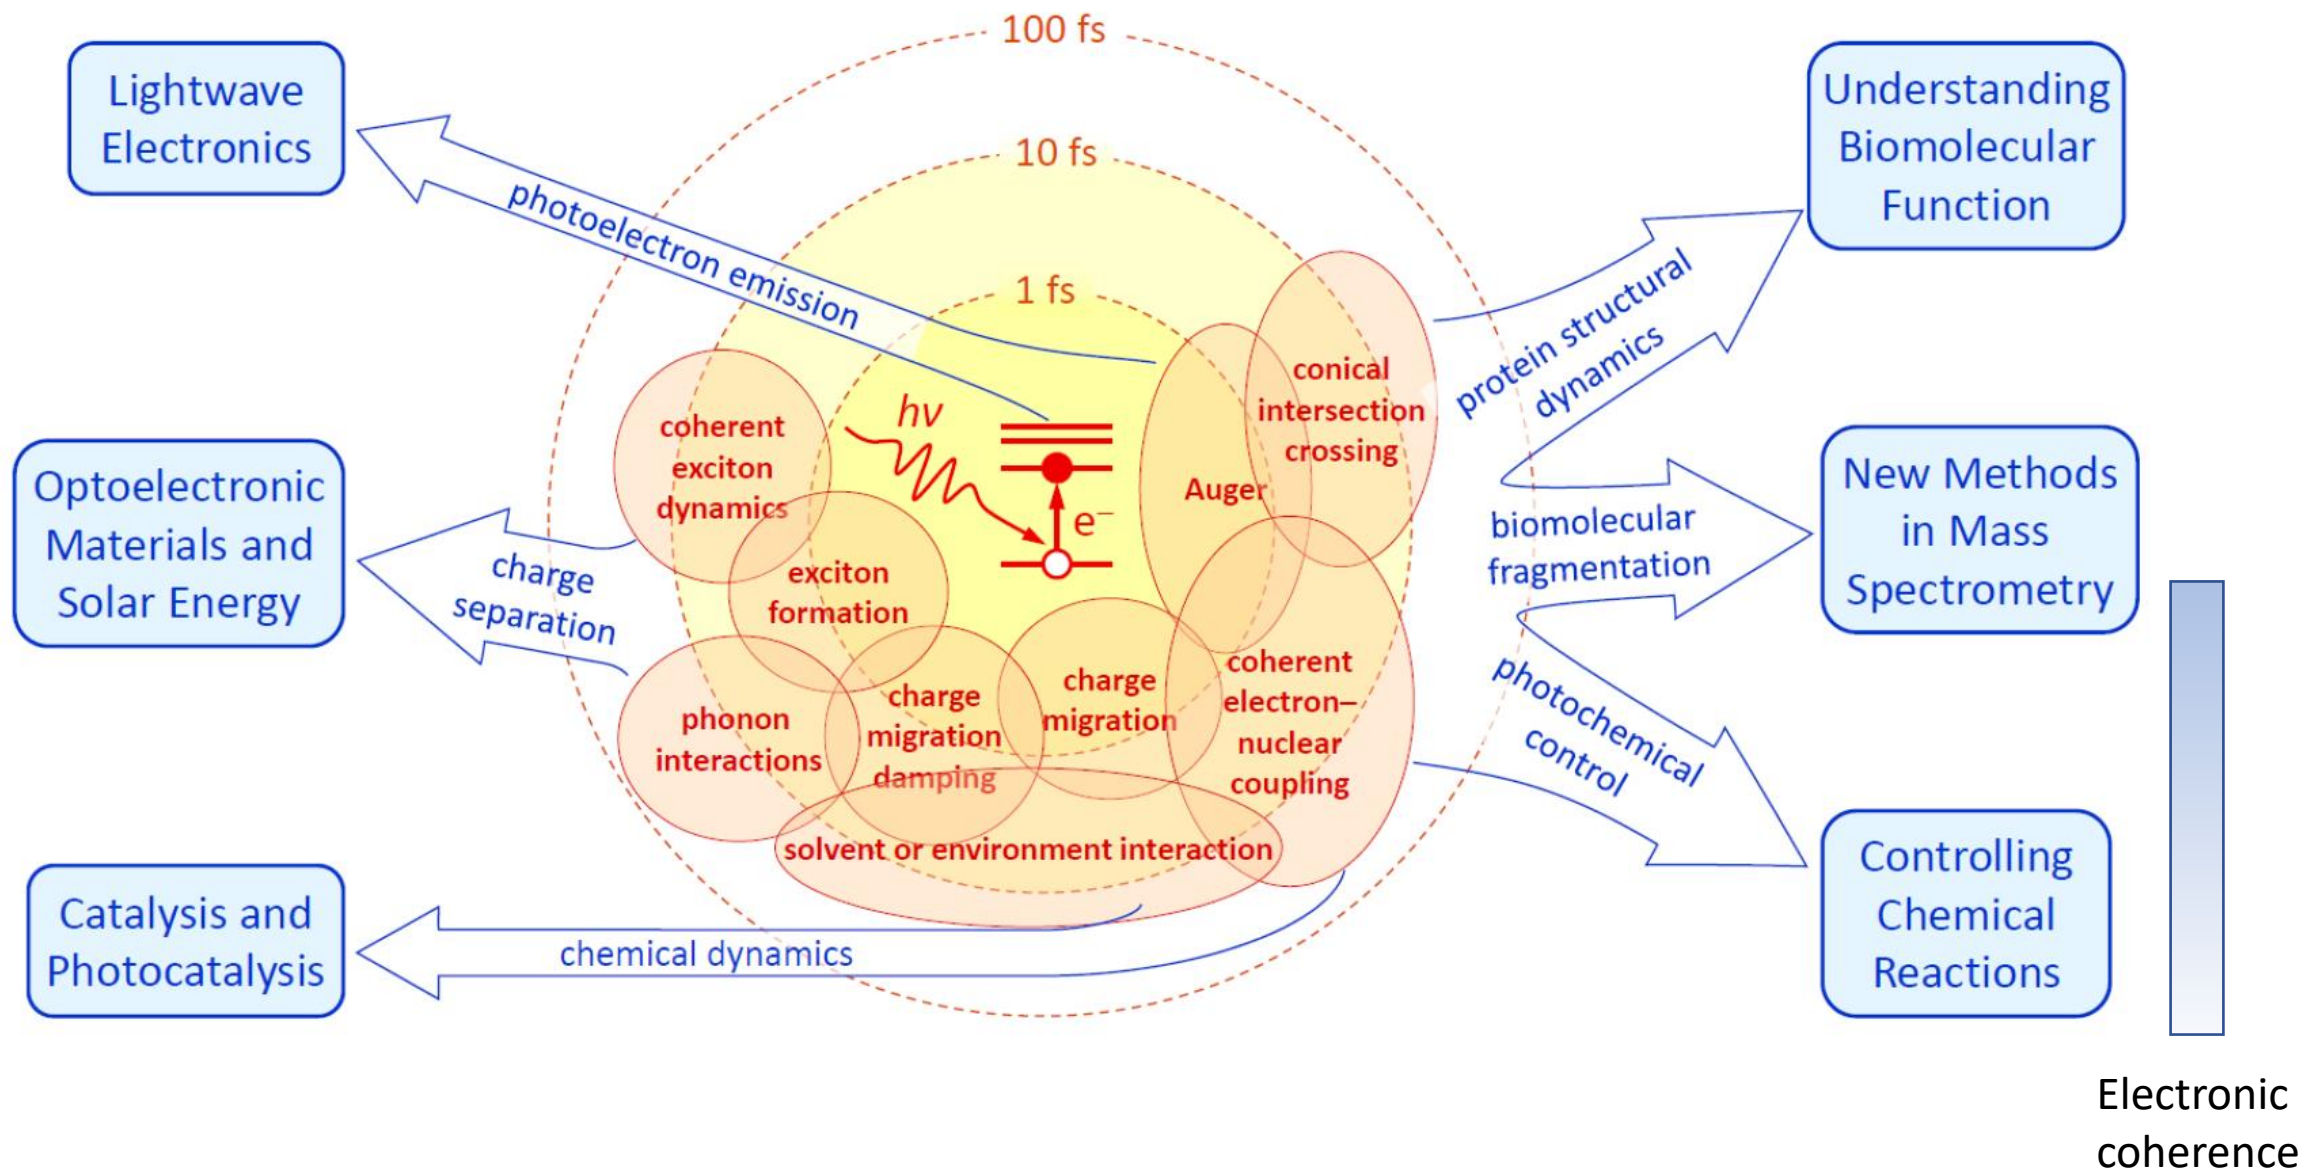 100 fs
10 fs
1 fs
Lightwave
Electronics
photoelectron emission
Understanding
Biomolecular
Function
protein structural
dynamics
coherent
exciton
dynamics
hν
e⁻
Auger
conical
intersection
crossing
Optoelectronic
Materials and
Solar Energy
charge
separation
exciton
formation
biomolecular
fragmentation
New Methods
in Mass
Spectrometry
phonon
interactions
charge
migration
damping
charge
migration
coherent
electron–
nuclear
coupling
photochemical
control
solvent or environment interaction
Catalysis and
Photocatalysis
chemical dynamics
Controlling
Chemical
Reactions
Electronic
coherence